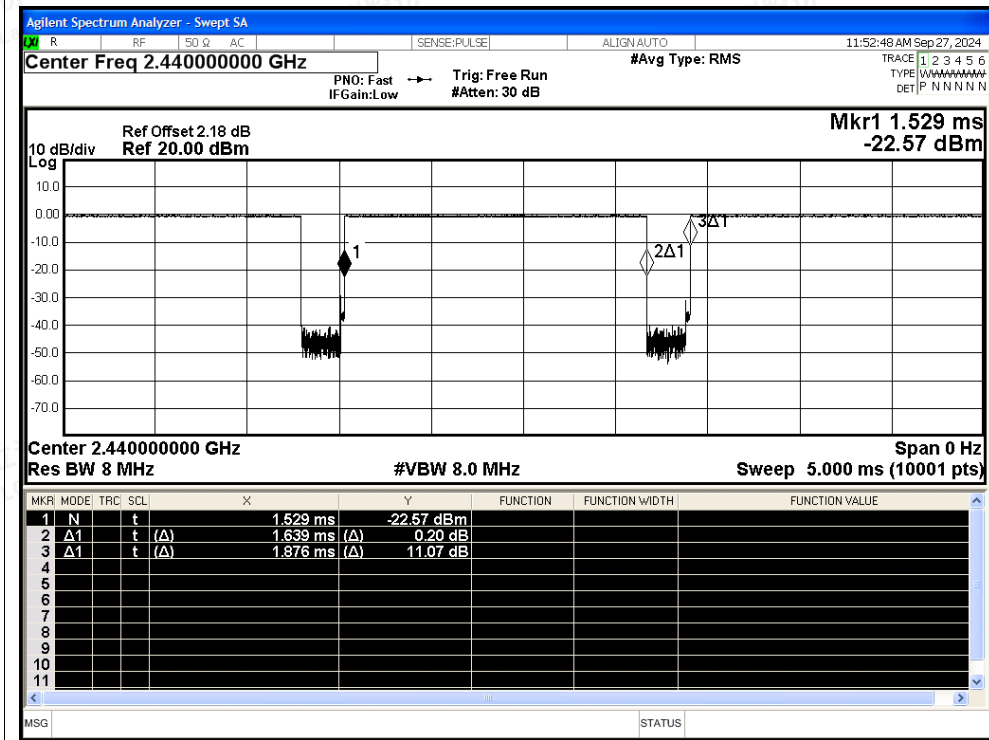 Agilent Spectrum Analyzer - Swept SA
LXI R RF 50 Ω AC SENSE:PULSE ALIGN AUTO 11:52:48 AM Sep 27, 2024
Center Freq 2.440000000 GHz #Avg Type: RMS TRACE 1 2 3 4 5 6
PNO: Fast Trig: Free Run TYPE WWWWWW
IFGain:Low #Atten: 30 dB DET P N N N N N
Mkr1 1.529 ms
Ref Offset 2.18 dB
10 dB/div Ref 20.00 dBm -22.57 dBm
Log
10.0
0.00
3Δ1
-10.0
1
2Δ1
-20.0
-30.0
-40.0
-50.0
-60.0
-70.0
Center 2.440000000 GHz Span 0 Hz
Res BW 8 MHz #VBW 8.0 MHz Sweep 5.000 ms (10001 pts)
MKR MODE TRC SCL X Y FUNCTION FUNCTION WIDTH FUNCTION VALUE
1 N t 1.529 ms -22.57 dBm
2 Δ1 t (Δ) 1.639 ms (Δ) 0.20 dB
3 Δ1 t (Δ) 1.876 ms (Δ) 11.07 dB
4
5
6
7
8
9
10
11
MSG STATUS